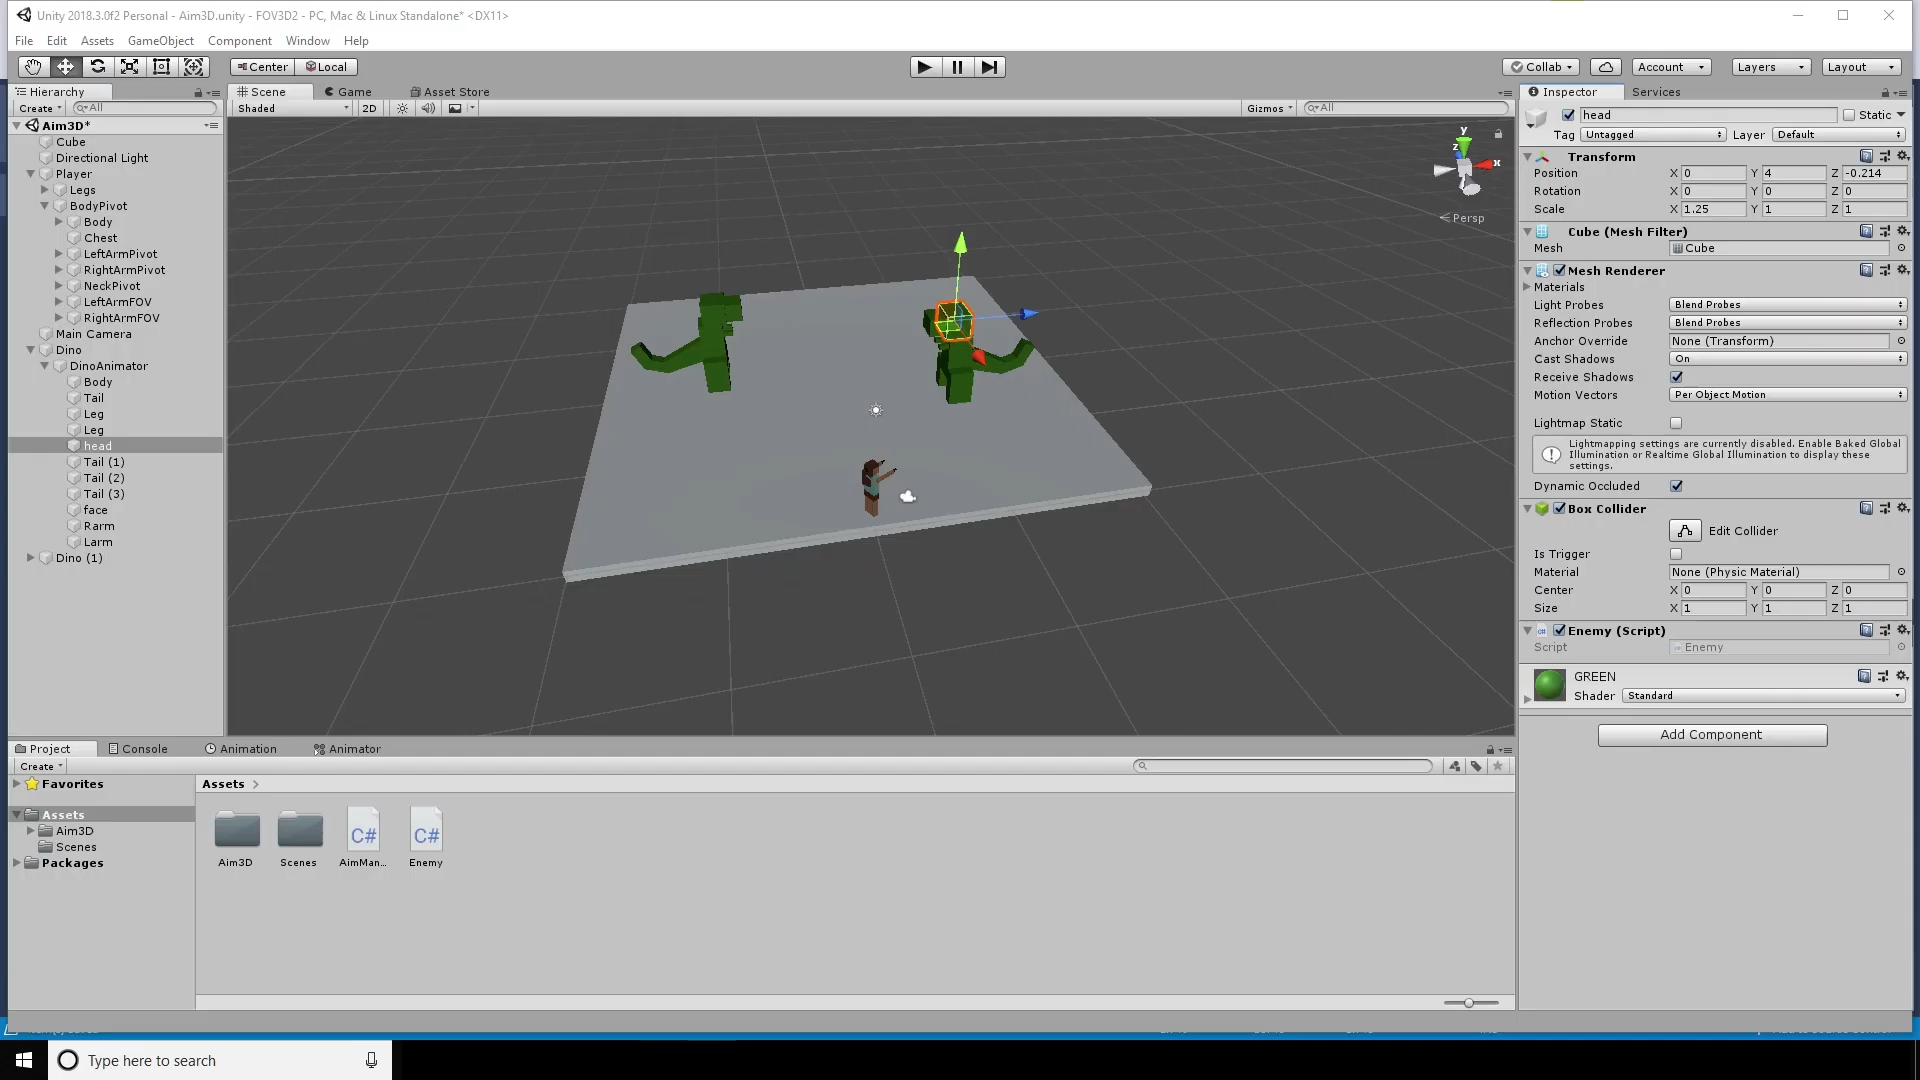 Unity 2018.3.0f2 Personal - Aim3D.unity - FOV3D2 - PC, Mac & Linux Standalone* <DX11>
File Edit Assets GameObject Component Window Help
Center Local
Collab Account Layers Layout
Hierarchy
Create All
Aim3D*
Cube
Directional Light
Player
Legs
BodyPivot
Body
Chest
LeftArmPivot
RightArmPivot
NeckPivot
LeftArmFOV
RightArmFOV
Main Camera
Dino
DinoAnimator
Body
Tail
Leg
Leg
head
Tail (1)
Tail (2)
Tail (3)
face
Rarm
Larm
Dino (1)
Scene Game Asset Store
Shaded 2D Gizmos All
y
z
x
Persp
Inspector Services
head Static
Tag Untagged Layer Default
Transform
Position X 0 Y 4 Z -0.214
Rotation X 0 Y 0 Z 0
Scale X 1.25 Y 1 Z 1
Cube (Mesh Filter)
Mesh Cube
Mesh Renderer
Materials
Light Probes Blend Probes
Reflection Probes Blend Probes
Anchor Override None (Transform)
Cast Shadows On
Receive Shadows
Motion Vectors Per Object Motion
Lightmap Static
Lightmapping settings are currently disabled. Enable Baked Global
Illumination or Realtime Global Illumination to display these
settings.
Dynamic Occluded
Box Collider
Edit Collider
Is Trigger
Material None (Physic Material)
Center X 0 Y 0 Z 0
Size X 1 Y 1 Z 1
Enemy (Script)
Script Enemy
GREEN
Shader Standard
Add Component
Project Console Animation Animator
Create
Favorites
Assets
Aim3D
Scenes
Packages
Assets
C# C#
Aim3D Scenes AimMan... Enemy
Type here to search